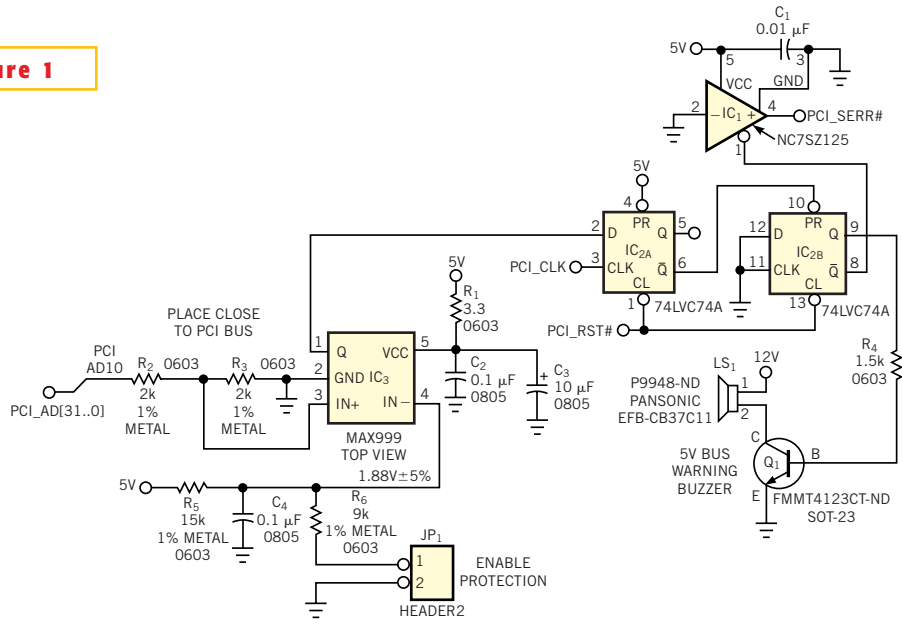 ure 1
C1
0.01 µF
5V
5
3
VCC
GND
2
−IC1 +
4
PCI_SERR#
NC7SZ125
1
5V
4
10
2
D
PR
Q
5
IC2A
PCI_CLK
3
CLK
Q̄
6
CL
1
74LVC74A
12
D
PR
Q
9
IC2B
11
CLK
Q̄
8
CL
13
74LVC74A
PCI_RST#
5V
R1
3.3
0603
PLACE CLOSE
TO PCI BUS
PCI
AD10
R2
0603
2k
1%
METAL
R3
0603
2k
1%
METAL
PCI_AD[31..0]
1
Q
VCC
5
2
GND
IC3
3
IN+
IN−
4
MAX999
TOP VIEW
C2
0.1 µF
0805
+
C3
10 µF
0805
1.88V±5%
5V
R5
15k
1% METAL
0603
C4
0.1 µF
0805
R6
9k
1% METAL
0603
JP1
1
2
HEADER2
ENABLE
PROTECTION
R4
1.5k
0603
LS1
12V
P9948-ND
PANSONIC
EFB-CB37C11
1
2
C
5V BUS
WARNING
BUZZER
Q1
B
E
FMMT4123CT-ND
SOT-23